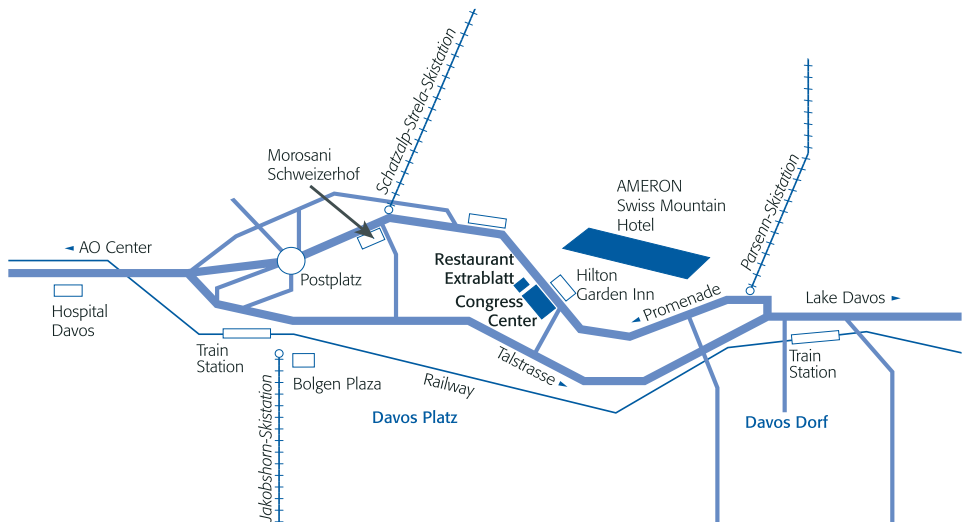 Schatzalp-Strela-Skistation
Morosani
Schweizerhof
Parsenn-Skistation
AMERON
Swiss Mountain
Hotel
◄ AO Center
Postplatz
Restaurant
Extrablatt
Congress
Center
Hilton
Garden Inn
◄ Promenade
Lake Davos ►
Hospital
Davos
Train
Station
Bolgen Plaza
Jakobshorn-Skistation
Railway
Talstrasse ►
Train
Station
Davos Platz
Davos Dorf